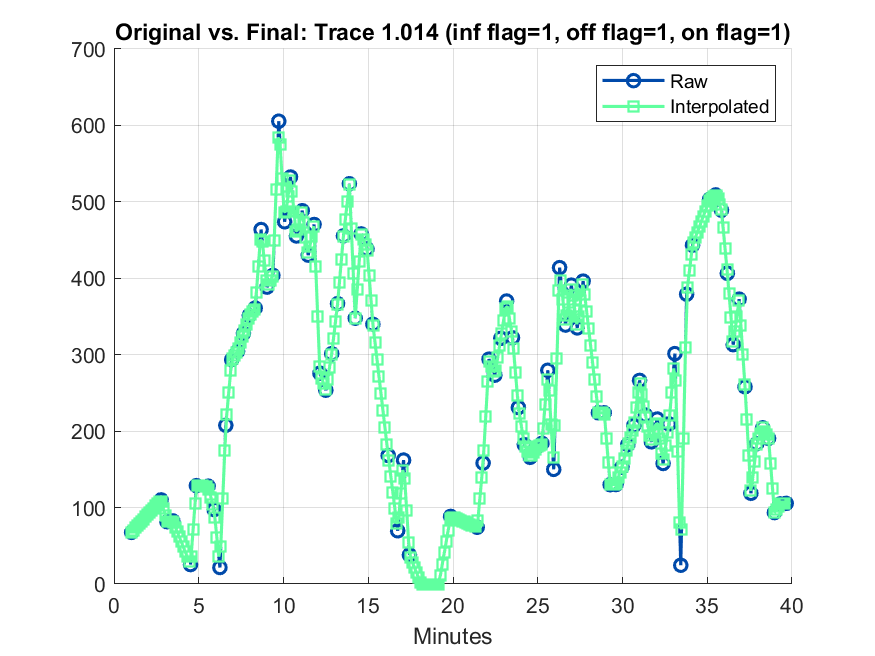 Original vs. Final: Trace 1.014 (inf flag=1, off flag=1, on flag=1)
700
600
500
400
300
200
100
0
Raw
Interpolated
0 5 10 15 20 25 30 35 40
Minutes